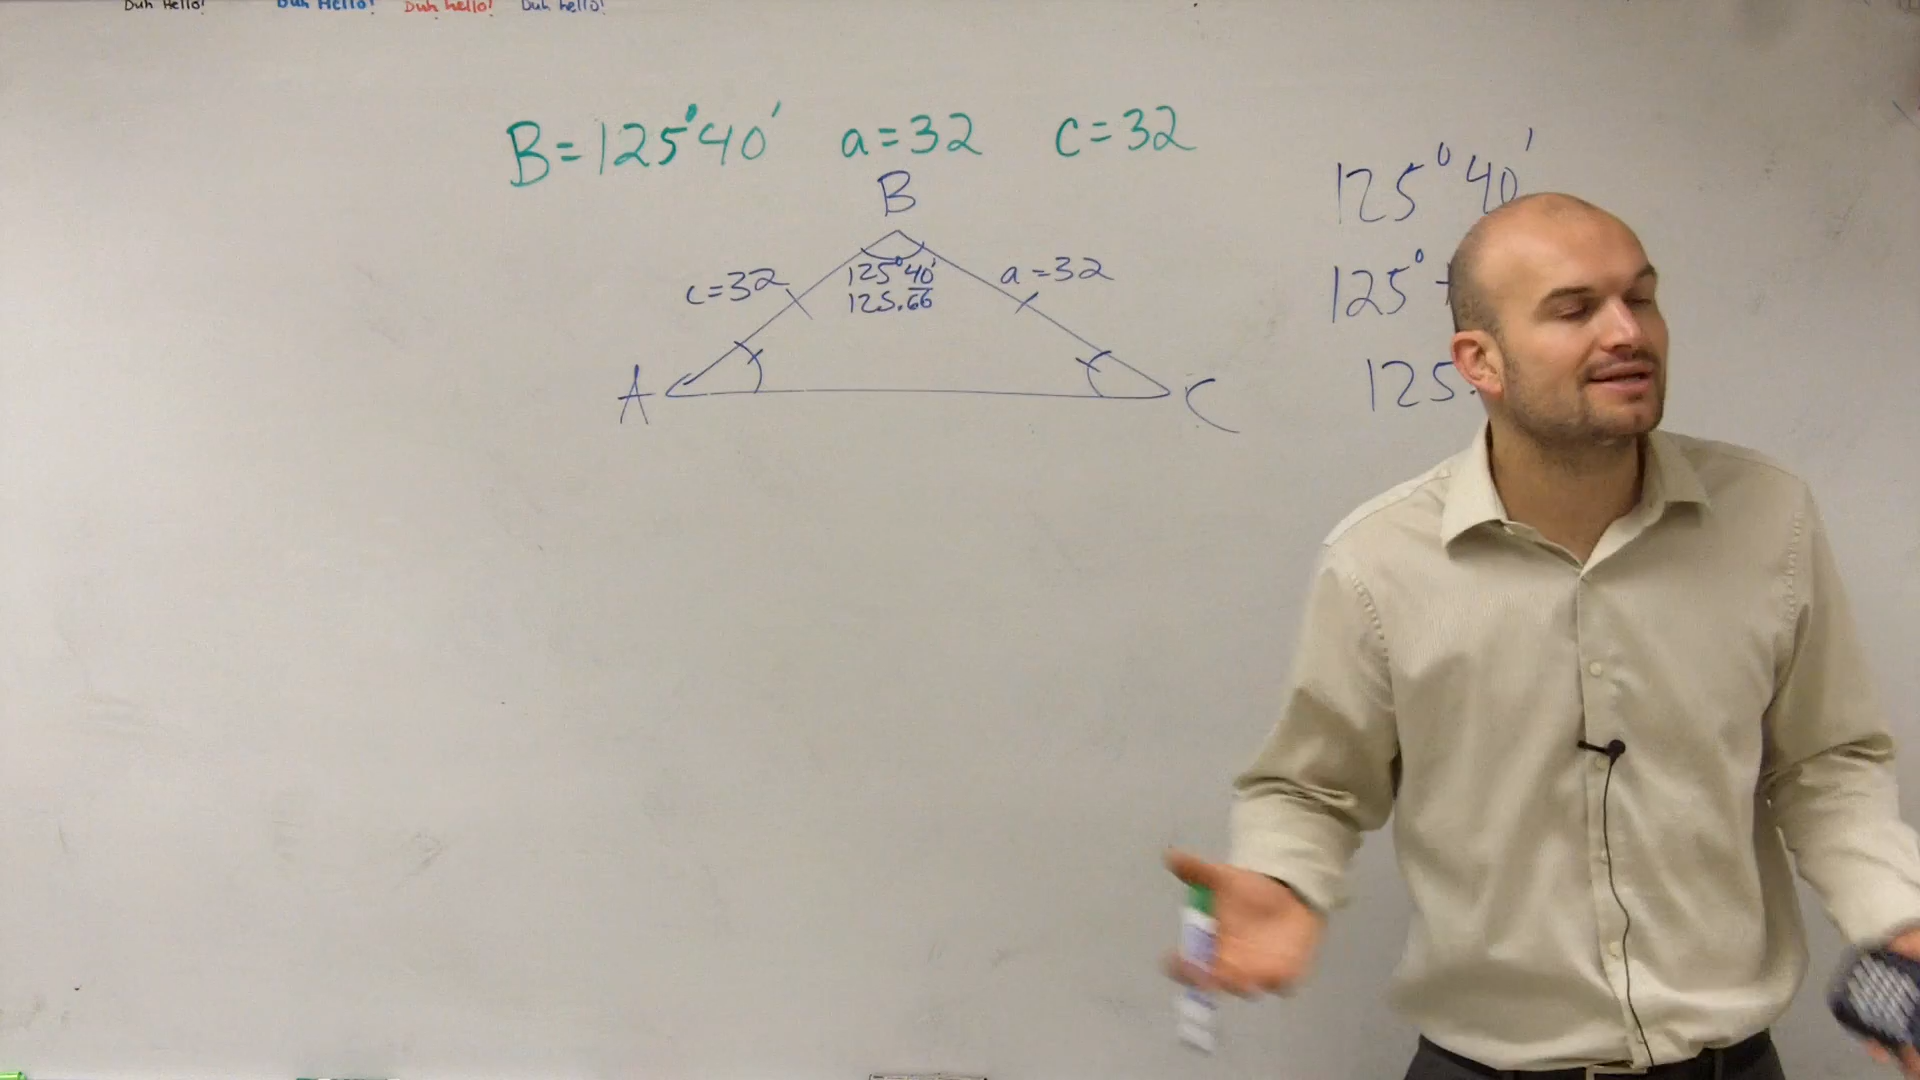 Duh Hello! Duh Hello! Duh hello! Duh hello!
B=125°40' a=32 c=32
B
125°40'
c=32
125°40'
a=32
125.66
125°
A
C
125.